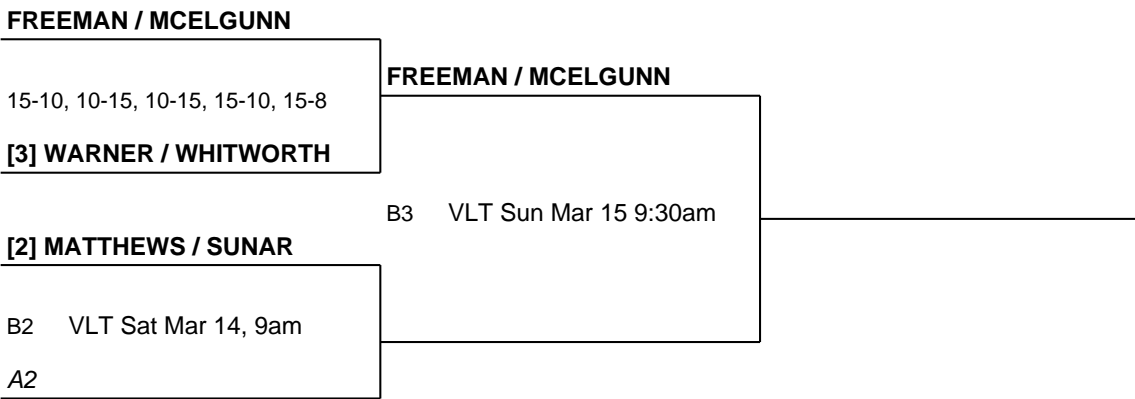 FREEMAN / MCELGUNN
FREEMAN / MCELGUNN
15-10, 10-15, 10-15, 15-10, 15-8
[3] WARNER / WHITWORTH
B3 VLT Sun Mar 15 9:30am
[2] MATTHEWS / SUNAR
B2 VLT Sat Mar 14, 9am
A2